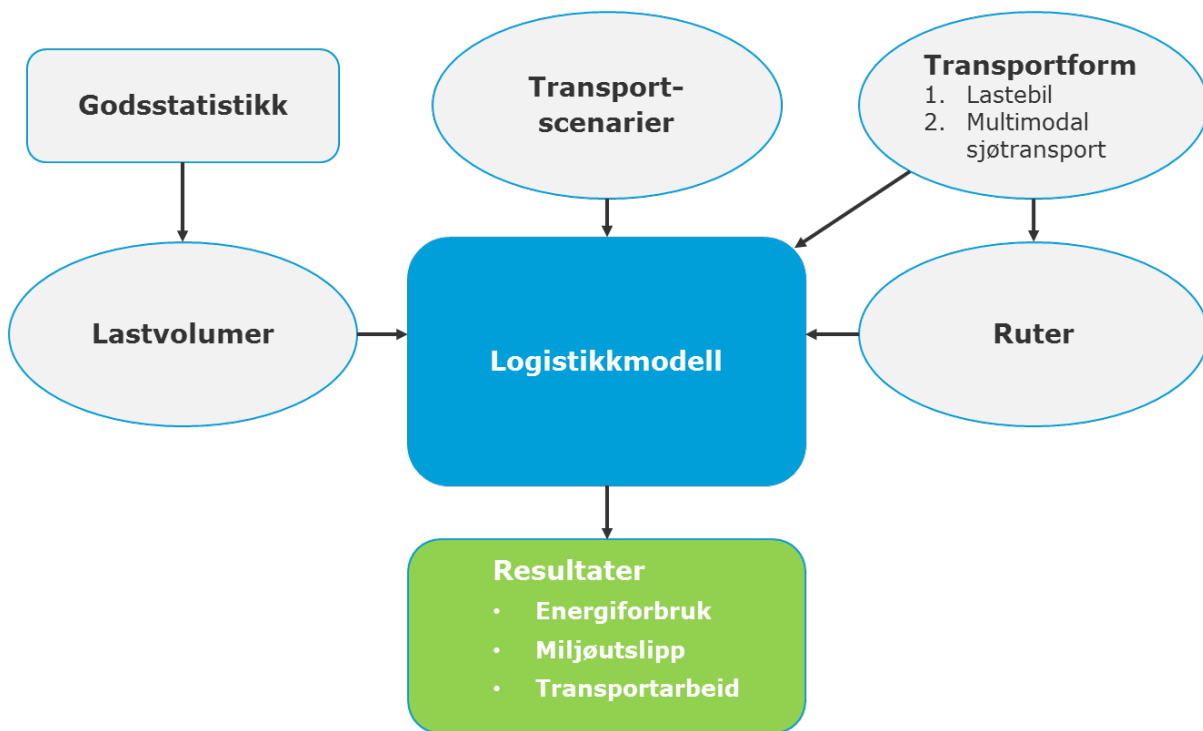 Godsstatistikk
Transport-
scenarier
Transportform
1. Lastebil
2. Multimodal
sjøtransport
Lastvolumer
Logistikkmodell
Ruter
Resultater
• Energiforbruk
• Miljøutslipp
• Transportarbeid